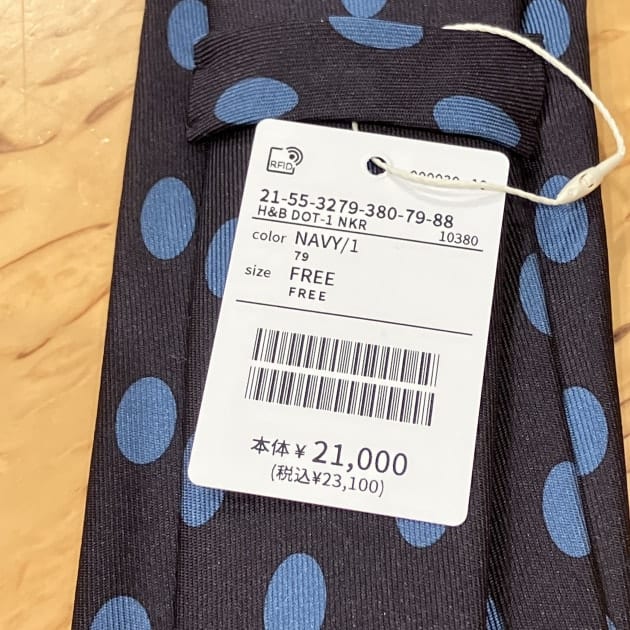 RFID
21-55-3279-380-79-88
H&B DOT-1 NKR 10380
color NAVY/1
79
size FREE
FREE
本体 ¥ 21,000
(税込¥23,100)